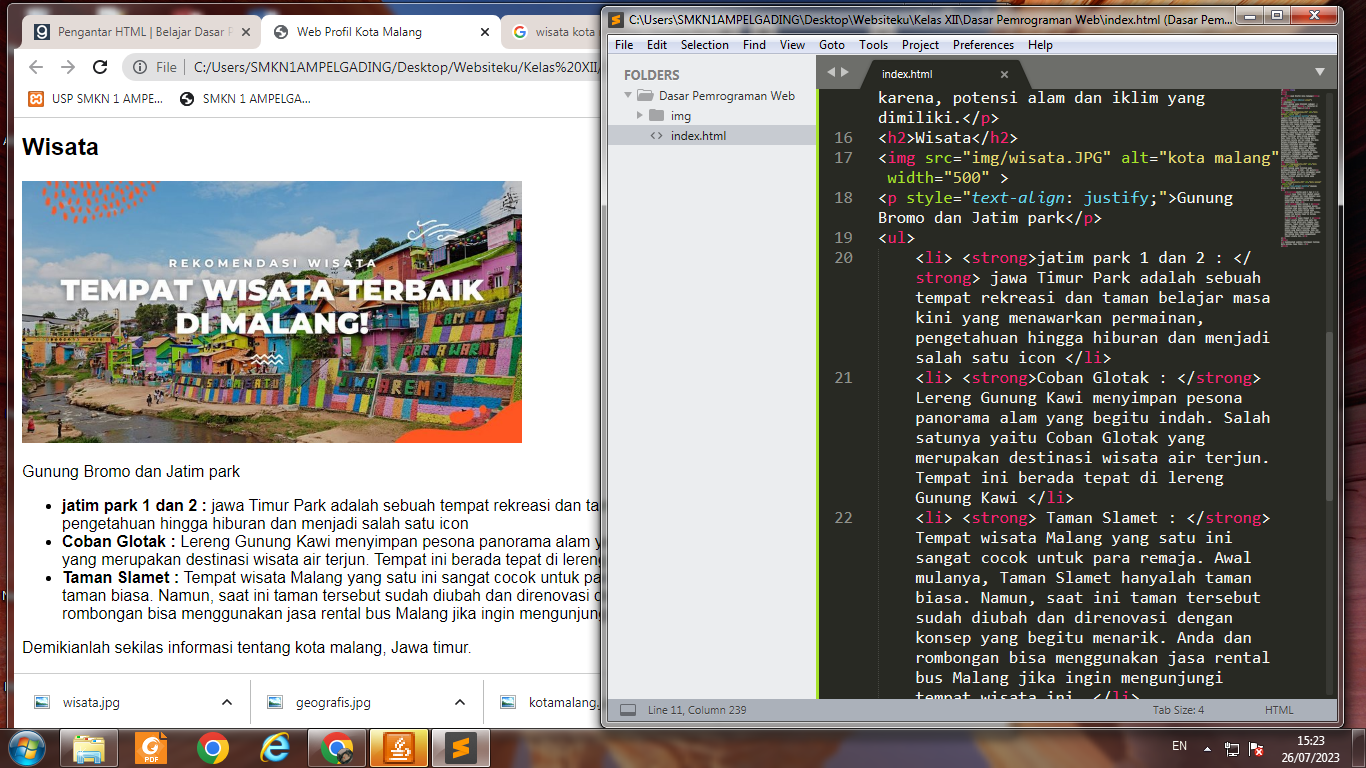 Pengantar HTML | Belajar Dasar P
Web Profil Kota Malang
wisata kota
File
C:/Users/SMKN1AMPELGADING/Desktop/Websiteku/Kelas%20XII/
USP SMKN 1 AMPE...
SMKN 1 AMPELGA...
Wisata
REKOMENDASI WISATA
TEMPAT WISATA TERBAIK
DI MALANG!
KAMPUNG
WARNA WARNI
JAWA AREMA
Gunung Bromo dan Jatim park
jatim park 1 dan 2 : jawa Timur Park adalah sebuah tempat rekreasi dan ta
pengetahuan hingga hiburan dan menjadi salah satu icon
Coban Glotak : Lereng Gunung Kawi menyimpan pesona panorama alam y
yang merupakan destinasi wisata air terjun. Tempat ini berada tepat di lereng
Taman Slamet : Tempat wisata Malang yang satu ini sangat cocok untuk pa
taman biasa. Namun, saat ini taman tersebut sudah diubah dan direnovasi d
rombongan bisa menggunakan jasa rental bus Malang jika ingin mengunjung
Demikianlah sekilas informasi tentang kota malang, Jawa timur.
wisata.jpg
geografis.jpg
kotamalang.
C:\Users\SMKN1AMPELGADING\Desktop\Websiteku\Kelas XII\Dasar Pemrograman Web\index.html (Dasar Pem...
File Edit Selection Find View Goto Tools Project Preferences Help
FOLDERS
Dasar Pemrograman Web
img
index.html
index.html
karena, potensi alam dan iklim yang
dimiliki.</p>
16 <h2>Wisata</h2>
17 <img src="img/wisata.JPG" alt="kota malang"
width="500" >
18 <p style="text-align: justify;">Gunung
Bromo dan Jatim park</p>
19 <ul>
20 <li> <strong>jatim park 1 dan 2 : </
strong> jawa Timur Park adalah sebuah
tempat rekreasi dan taman belajar masa
kini yang menawarkan permainan,
pengetahuan hingga hiburan dan menjadi
salah satu icon </li>
21 <li> <strong>Coban Glotak : </strong>
Lereng Gunung Kawi menyimpan pesona
panorama alam yang begitu indah. Salah
satunya yaitu Coban Glotak yang
merupakan destinasi wisata air terjun.
Tempat ini berada tepat di lereng
Gunung Kawi </li>
22 <li> <strong> Taman Slamet : </strong>
Tempat wisata Malang yang satu ini
sangat cocok untuk para remaja. Awal
mulanya, Taman Slamet hanyalah taman
biasa. Namun, saat ini taman tersebut
sudah diubah dan direnovasi dengan
konsep yang begitu menarik. Anda dan
rombongan bisa menggunakan jasa rental
bus Malang jika ingin mengunjungi
tempat wisata ini. </li>
Line 11, Column 239
Tab Size: 4
HTML
PDF
EN
15:23
26/07/2023